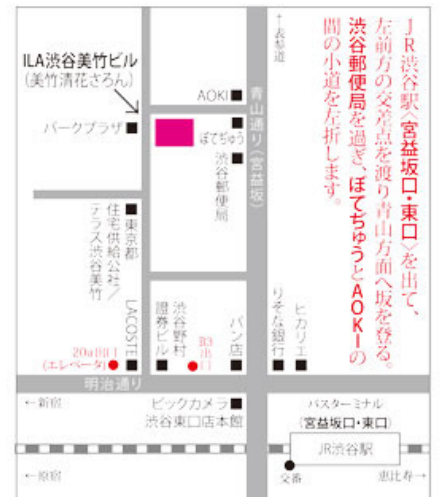 JR渋谷駅〈宮益坂口・東口〉を出て、
左前方の交差点を渡り青山方面へ坂を登る。
渋谷郵便局を過ぎ、ぽてぢゅうとAOKIの
間の小道を左折します。
↑表参道
ILA渋谷美竹ビル
(美竹清花さろん)
AOKI
青山通り(宮益坂)
パークプラザ
ぽてぢゅう
渋谷郵便局
東京都
住宅供給公社/
テラス渋谷美竹
LACOSTE
渋谷野村
證券ビル
B3
出口
パン店
りそな銀行
ヒカリエ
20a出口
(エレベータ)
明治通り
←新宿
ビックカメラ
渋谷東口店本館
バスターミナル
(宮益坂口・東口)
JR渋谷駅
←原宿
交番
恵比寿→